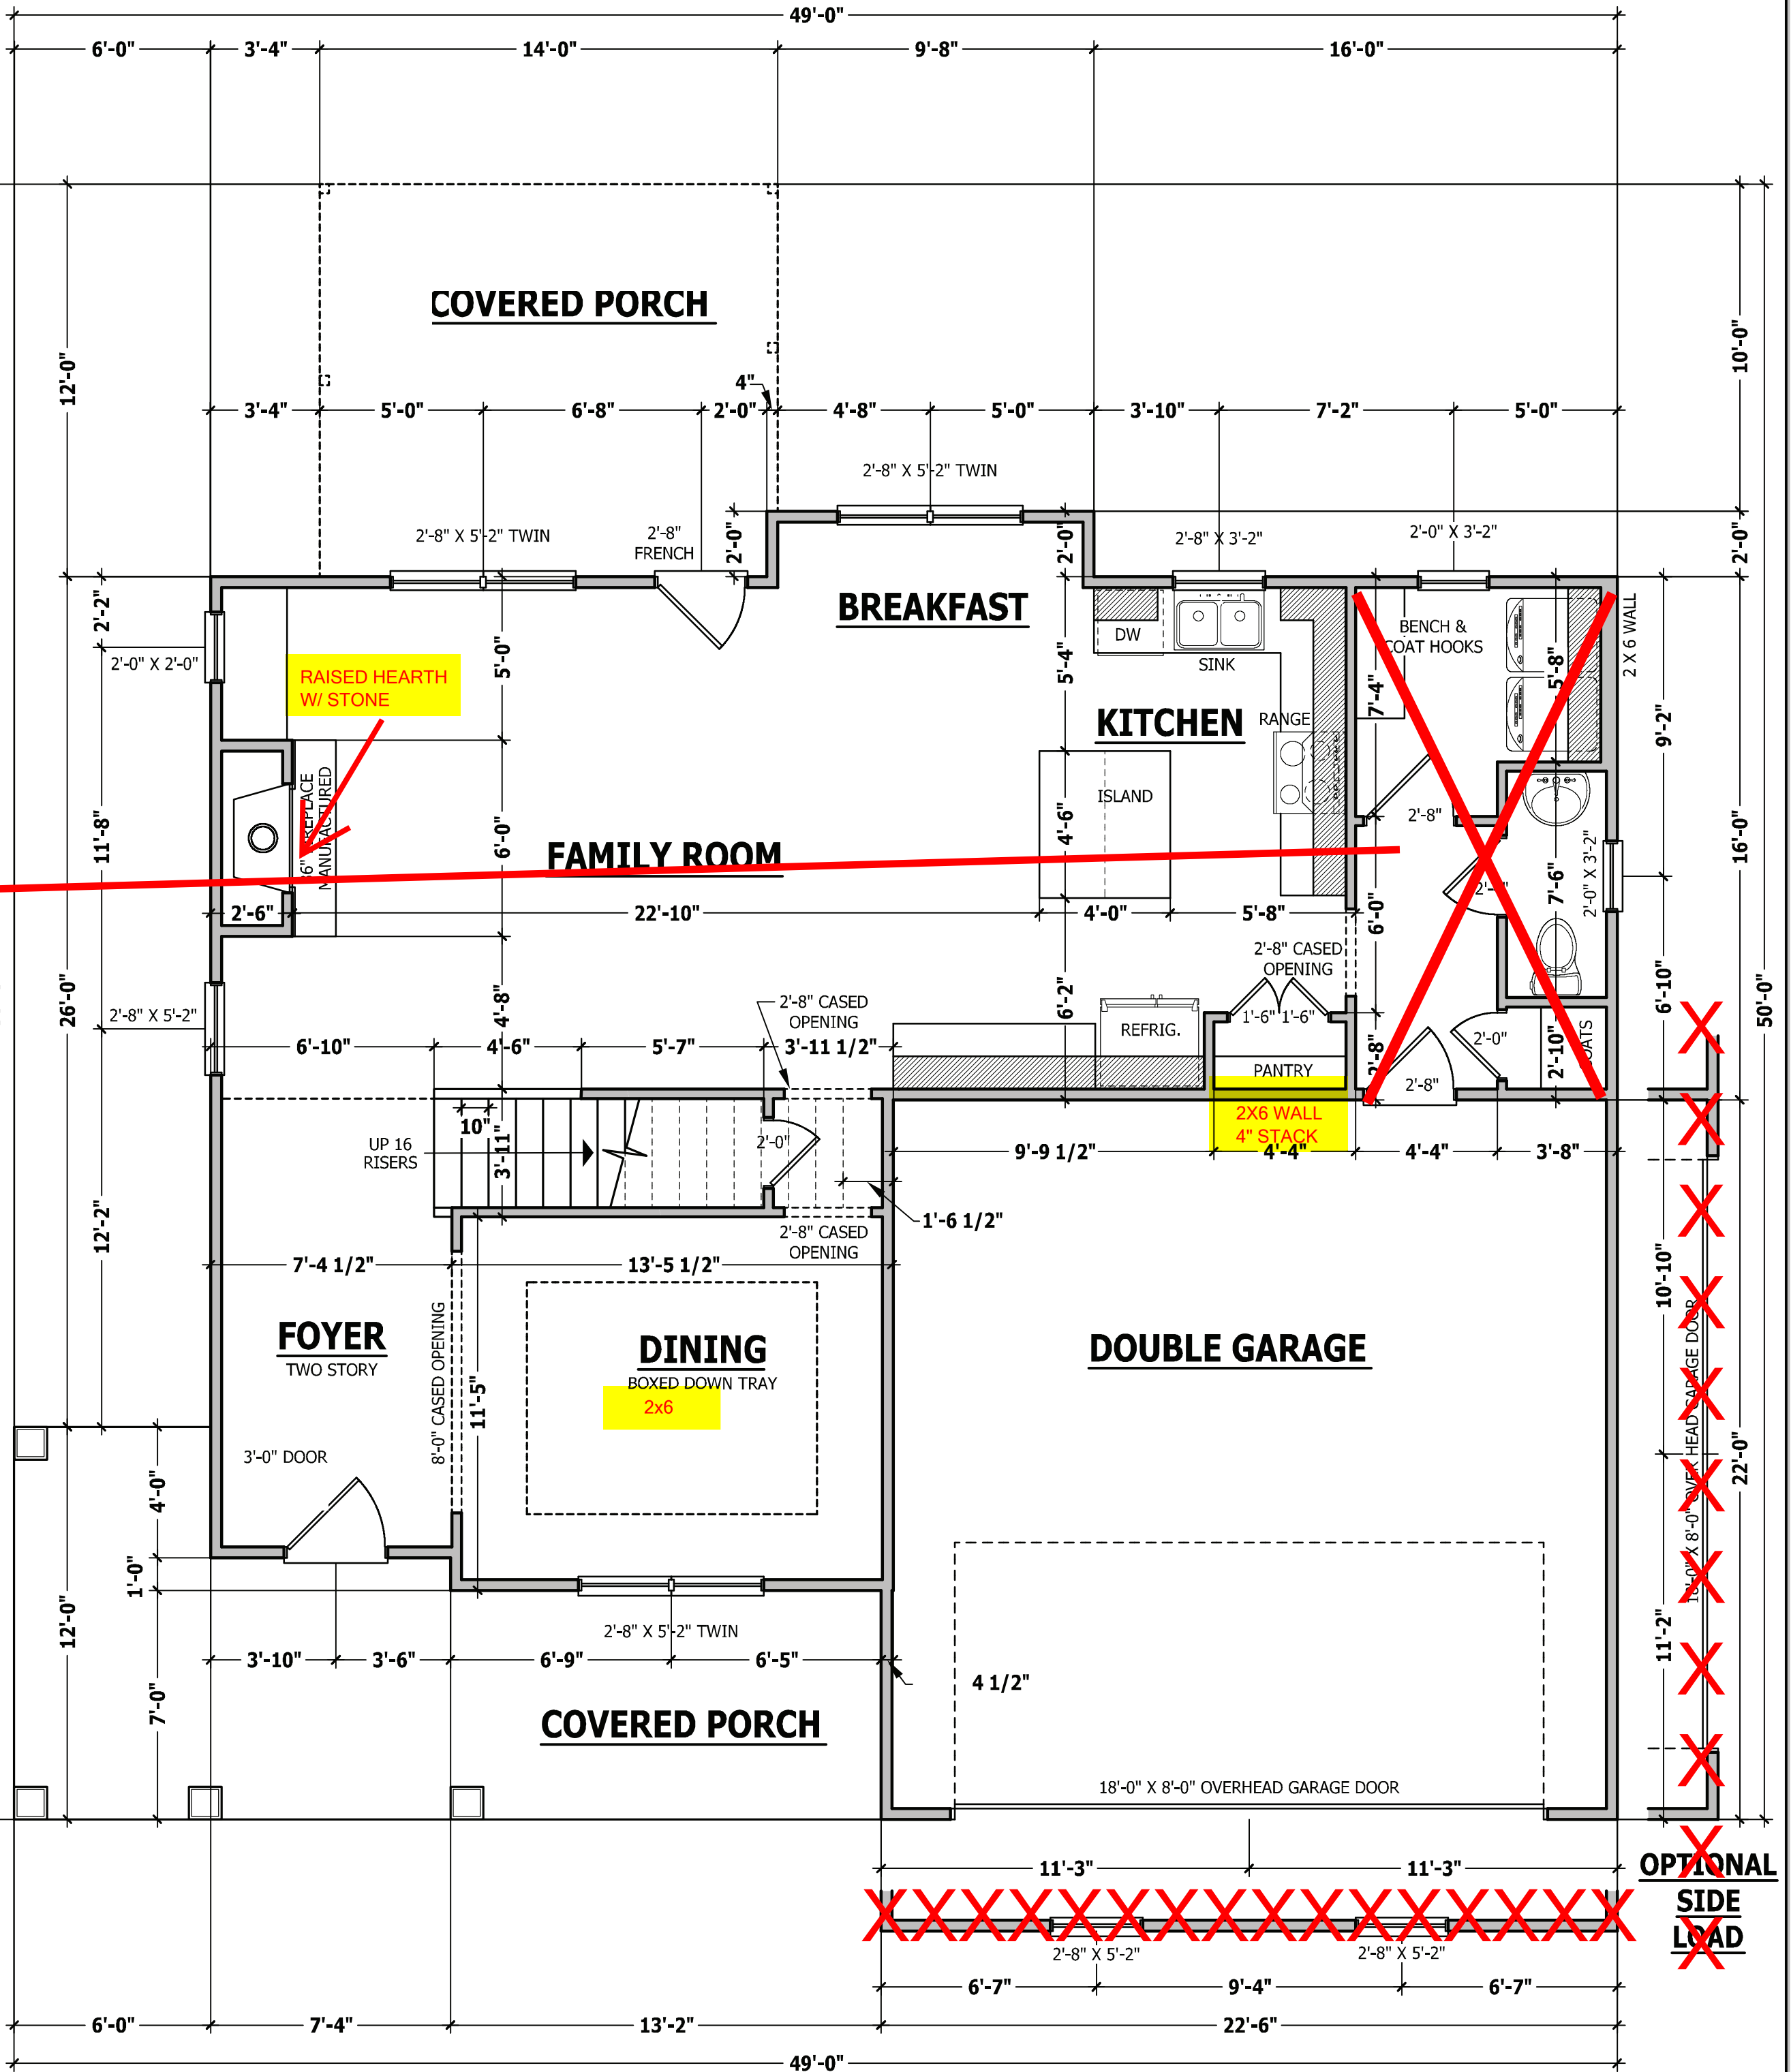 49'-0"
6'-0"
3'-4"
14'-0"
9'-8"
16'-0"
COVERED PORCH
12'-0"
10'-0"
4"
3'-4"
5'-0"
6'-8"
2'-0"
4'-8"
5'-0"
3'-10"
7'-2"
5'-0"
2'-8" X 5'-2" TWIN
2'-8" X 5'-2" TWIN
2'-8"
FRENCH
2'-0"
2'-0"
2'-8" X 3'-2"
2'-0" X 3'-2"
2'-0"
2'-2"
BREAKFAST
DW
SINK
BENCH &
COAT HOOKS
2 X 6 WALL
2'-0" X 2'-0"
5'-0"
5'-4"
5'-8"
RAISED HEARTH
W/ STONE
7'-4"
KITCHEN
RANGE
9'-2"
ISLAND
2'-8"
11'-8"
MANUFACTURED
6'-0"
4'-6"
16'-0"
FAMILY ROOM
7'-6"
2'-0" X 3'-2"
2'-6"
22'-10"
4'-0"
5'-8"
6'-0"
2'-8" CASED
OPENING
26'-0"
2'-8" X 5'-2"
4'-8"
2'-8" CASED
OPENING
6'-2"
REFRIG.
1'-6"
1'-6"
6'-10"
50'-0"
6'-10"
4'-6"
5'-7"
3'-11 1/2"
2'-8"
2'-0"
2'-10"
PANTRY
2'-8"
10"
3'-11"
UP 16
RISERS
2'-0"
2X6 WALL
4" STACK
9'-9 1/2"
4'-4"
4'-4"
3'-8"
12'-2"
1'-6 1/2"
2'-8" CASED
OPENING
7'-4 1/2"
13'-5 1/2"
10'-10"
FOYER
TWO STORY
8'-0" CASED OPENING
DINING
BOXED DOWN TRAY
2x6
11'-5"
DOUBLE GARAGE
22'-0"
3'-0" DOOR
4'-0"
1'-0"
12'-0"
2'-8" X 5'-2" TWIN
11'-2"
3'-10"
3'-6"
6'-9"
6'-5"
4 1/2"
7'-0"
COVERED PORCH
18'-0" X 8'-0" OVERHEAD GARAGE DOOR
11'-3"
11'-3"
OPTIONAL
SIDE
LOAD
2'-8" X 5'-2"
2'-8" X 5'-2"
6'-7"
9'-4"
6'-7"
6'-0"
7'-4"
13'-2"
22'-6"
49'-0"